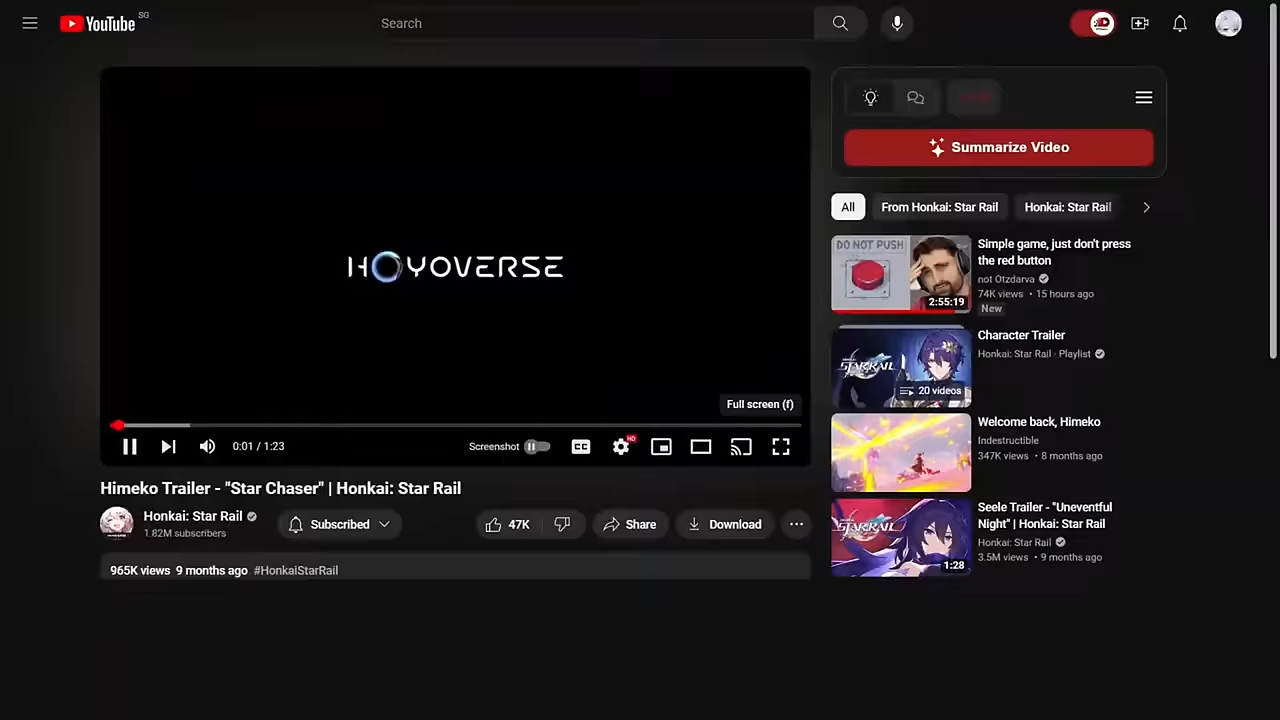 YouTube SG
Search
Summarize Video
HOYOVERSE
Full screen (f)
0:01 / 1:23
Screenshot
CC
HD
Himeko Trailer - "Star Chaser" | Honkai: Star Rail
Honkai: Star Rail
1.82M subscribers
Subscribed
47K
Share
Download
965K views 9 months ago #HonkaiStarRail
All
From Honkai: Star Rail
Honkai: Star Rail
DO NOT PUSH
2:55:19
Simple game, just don't press
the red button
not Otzdarva
74K views • 15 hours ago
New
STARRAIL
20 videos
Character Trailer
Honkai: Star Rail · Playlist
Welcome back, Himeko
Indestructible
347K views • 8 months ago
STARRAIL
1:28
Seele Trailer - "Uneventful
Night" | Honkai: Star Rail
Honkai: Star Rail
3.5M views • 9 months ago